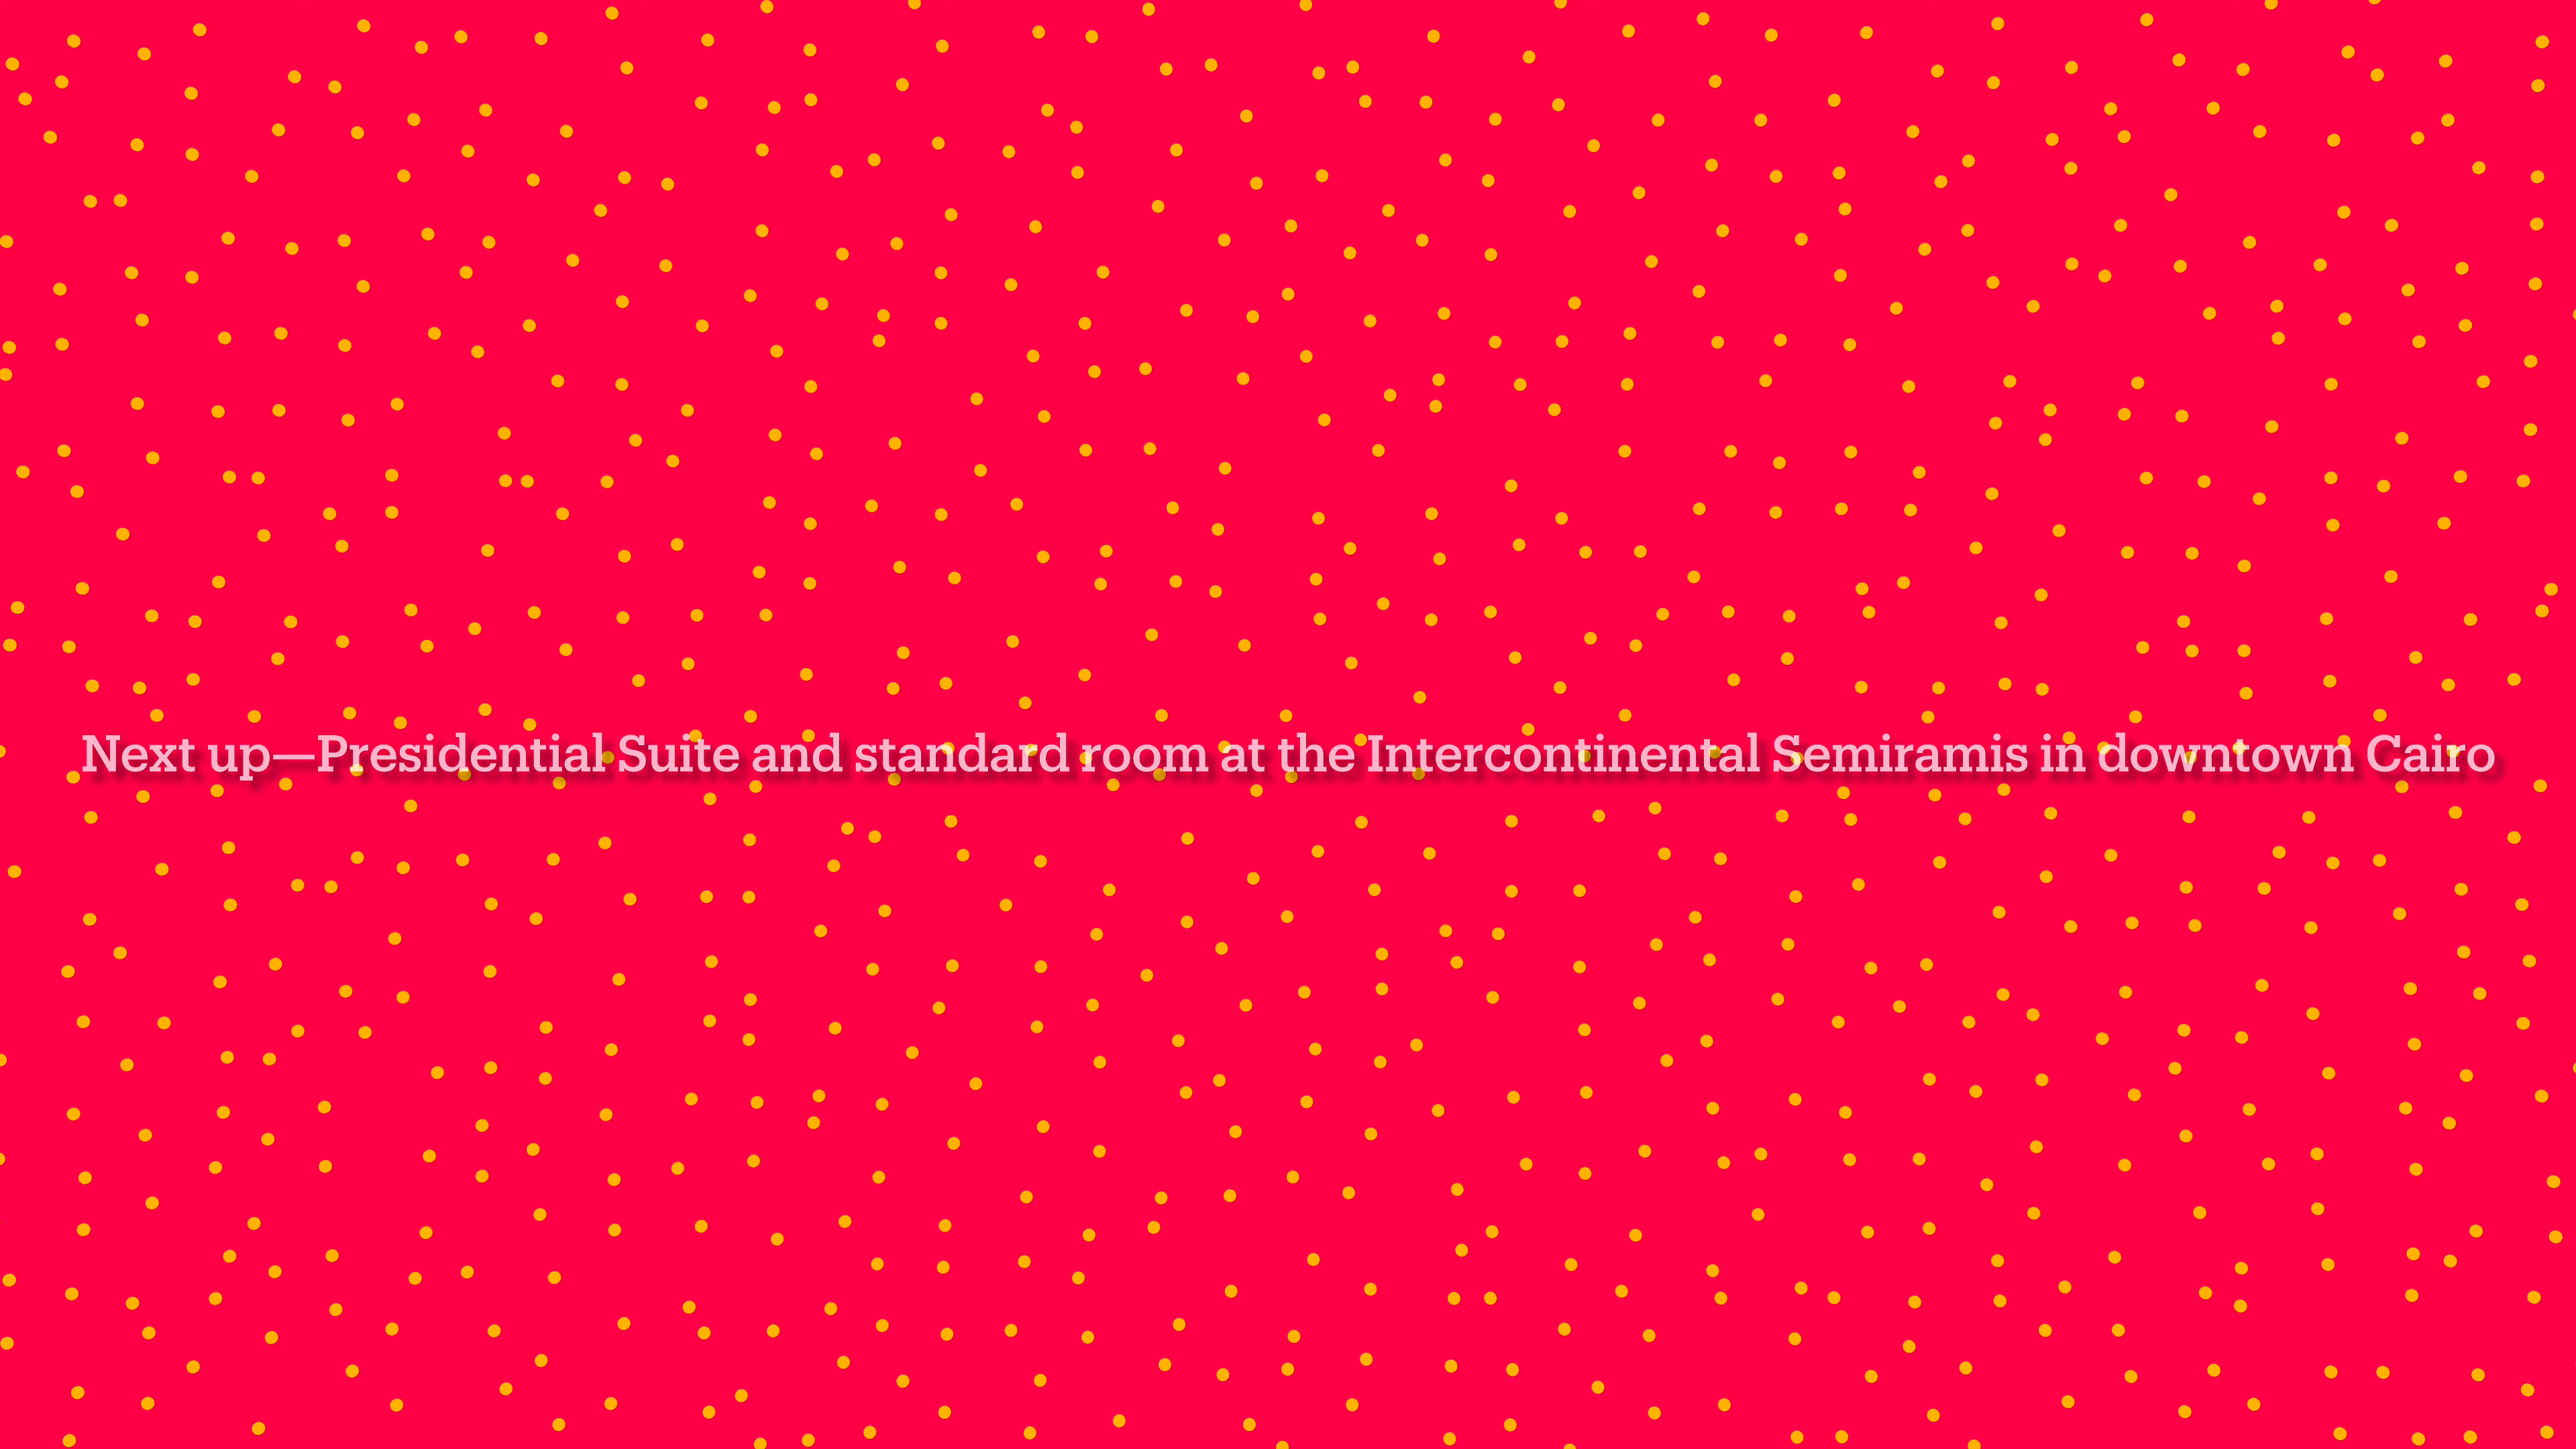 Next up—Presidential Suite and standard room at the Intercontinental Semiramis in downtown Cairo